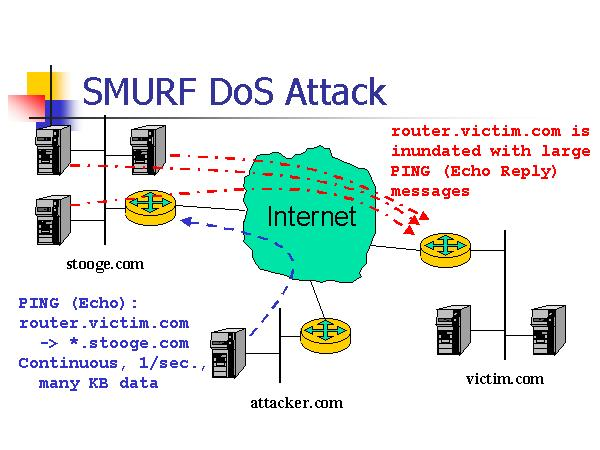 SMURF DoS Attack
router.victim.com is
inundated with large
PING (Echo Reply)
messages
Internet
stooge.com
PING (Echo):
router.victim.com
-> *.stooge.com
Continuous, 1/sec.,
many KB data
attacker.com
victim.com